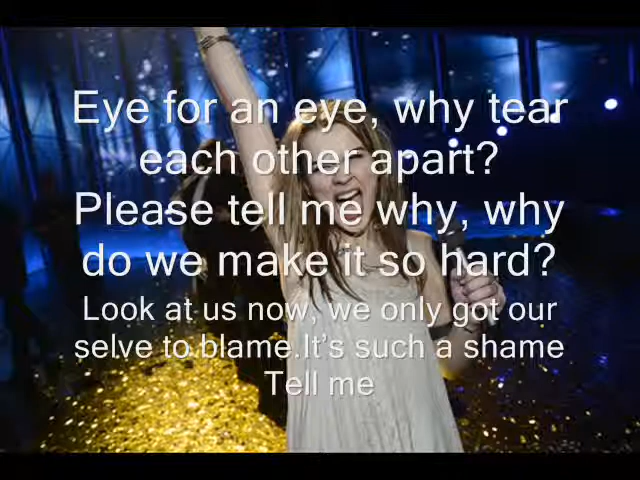 Eye for an eye, why tear
each other apart?
Please tell me why, why
do we make it so hard?
Look at us now, we only got our
selve to blame.It's such a shame
Tell me